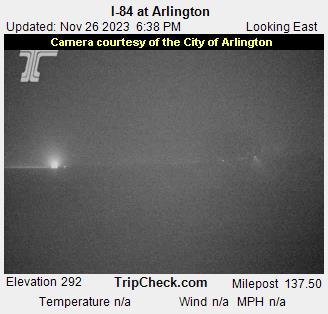 I-84 at Arlington
Updated: Nov 26 2023 6:38 PM Looking East
Camera courtesy of the City of Arlington
Elevation 292 TripCheck.com Milepost 137.50
Temperature n/a Wind n/a MPH n/a